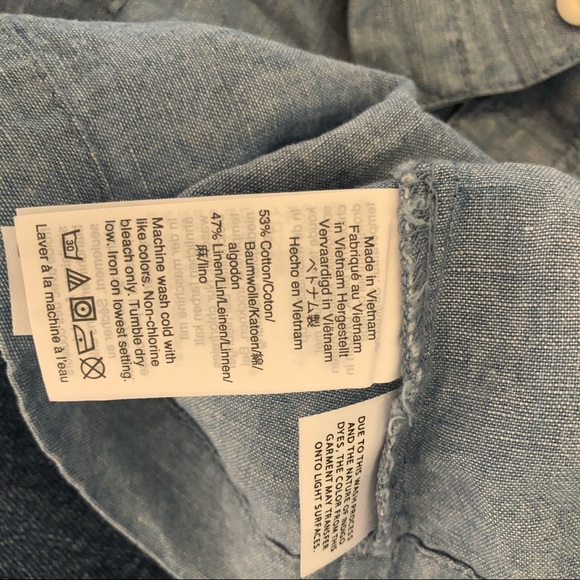 Made in Vietnam
Fabriqué au Vietnam
in Vietnam Hergestellt
Vervaardigd in Vietnam
ベトナム製
Hecho en Vietnam
53% Cotton/Coton/
Baumwolle/Katoen/綿/
algodón
47% Linen/Lin/Leinen/Linnen/
麻/lino
Machine wash cold with
like colors. Non-chlorine
bleach only. Tumble dry
low. Iron on lowest setting.
30
Laver à la machine à l'eau
DUE TO THIS WASH PROCESS
AND THE NATURE OF INDIGO
DYES, THE COLOR FROM THIS
GARMENT MAY TRANSFER
ONTO LIGHT SURFACES.